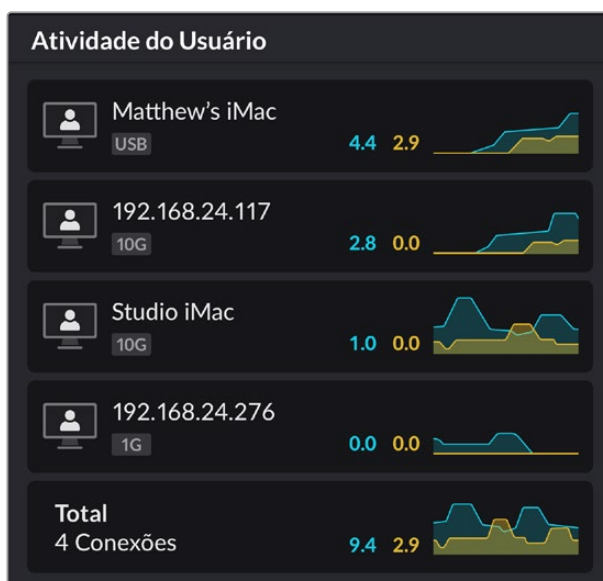 Atividade do Usuário
Matthew’s iMac
USB
4.4 2.9
192.168.24.117
10G
2.8 0.0
Studio iMac
10G
1.0 0.0
192.168.24.276
1G
0.0 0.0
Total
4 Conexões
9.4 2.9